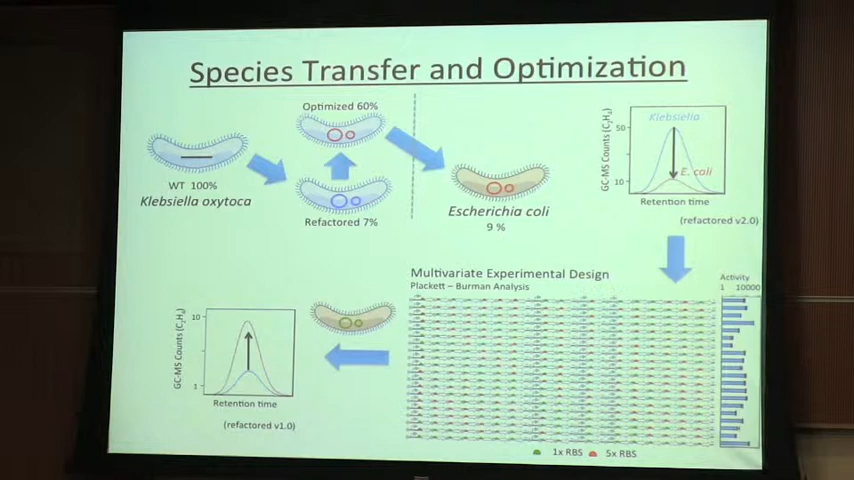 Species Transfer and Optimization
Optimized 60%
WT 100%
Klebsiella oxytoca
Refactored 7%
Escherichia coli
9 %
GC-MS Counts (C₂H₄)
50
10
Klebsiella
E. coli
Retention time
(refactored v2.0)
Multivariate Experimental Design
Plackett – Burman Analysis
Activity
1 10000
1x RBS 5x RBS
GC-MS Counts (C₂H₄)
10
1
Retention time
(refactored v1.0)